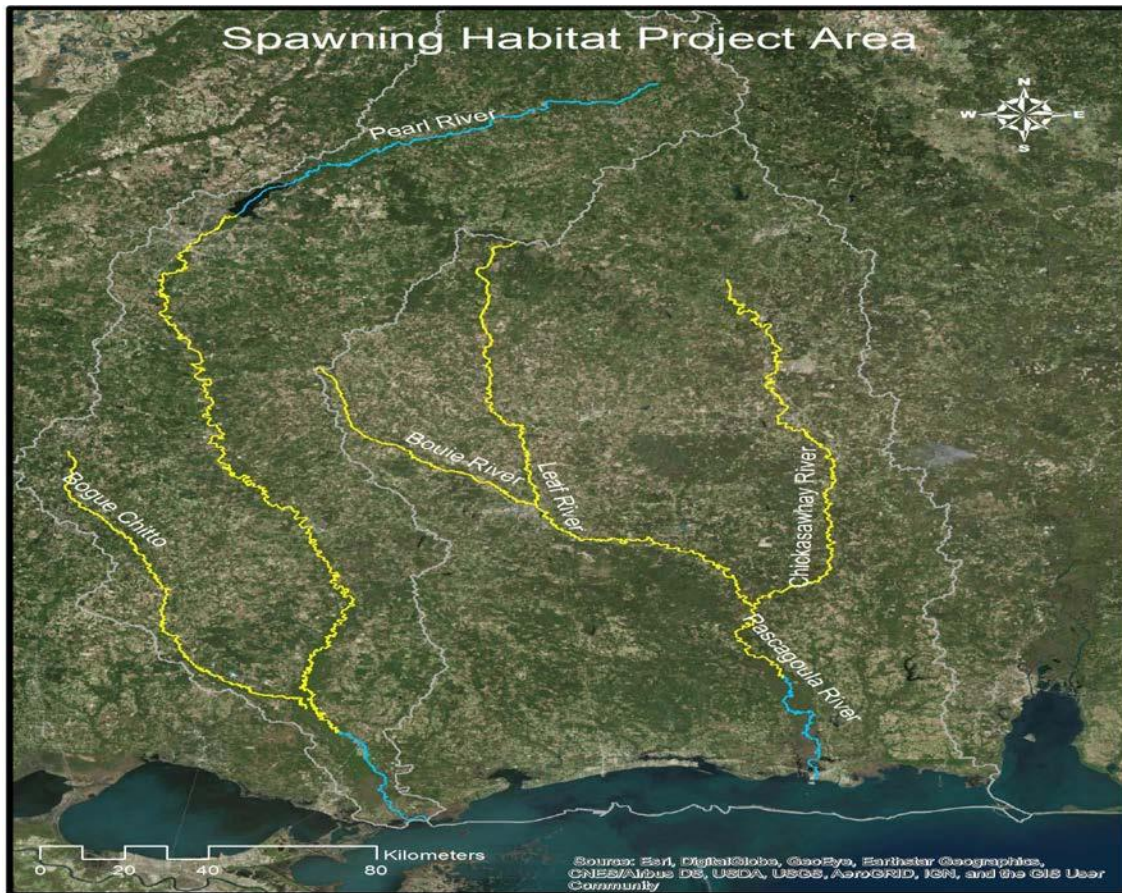 Spawning Habitat Project Area
N
W E
S
Pearl River
Bouie River
Leaf River
Chickasawhay River
Bogue Chitto
Pascagoula River
Kilometers
0 20 40 80
Source: Esri, DigitalGlobe, GeoEye, Earthstar Geographics,
CNES/Airbus DS, USDA, USGS, AeroGRID, IGN, and the GIS User
Community